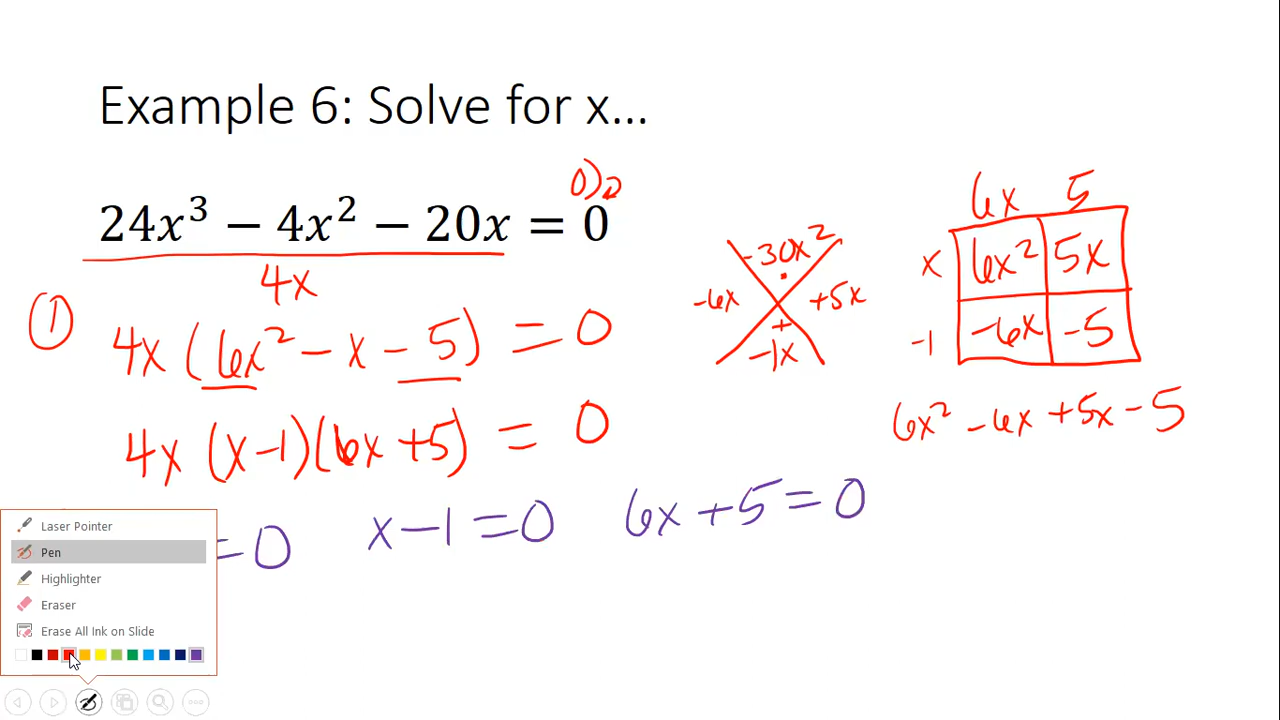 Example 6: Solve for x...
0)
24x³ − 4x² − 20x = 0
4x
①
4x (6x² − x − 5) = 0
4x (x−1)(6x+5) = 0
= 0 x−1 = 0 6x+5 = 0
-30x²
-6x +5x
+
-1x
6x 5
x 6x² 5x
-1 -6x -5
6x² -6x +5x -5
Laser Pointer
Pen
Highlighter
Eraser
Erase All Ink on Slide